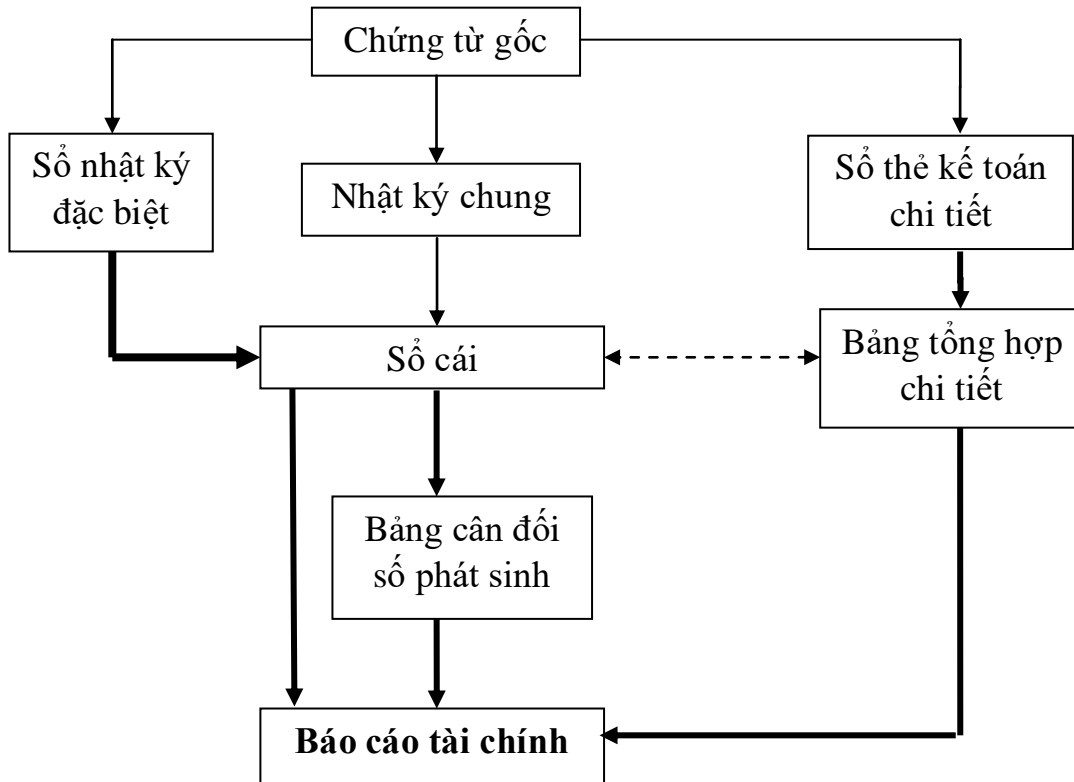 Chứng từ gốc
Sổ nhật ký
đặc biệt
Nhật ký chung
Sổ thẻ kế toán
chi tiết
Sổ cái
Bảng tổng hợp
chi tiết
Bảng cân đối
số phát sinh
Báo cáo tài chính